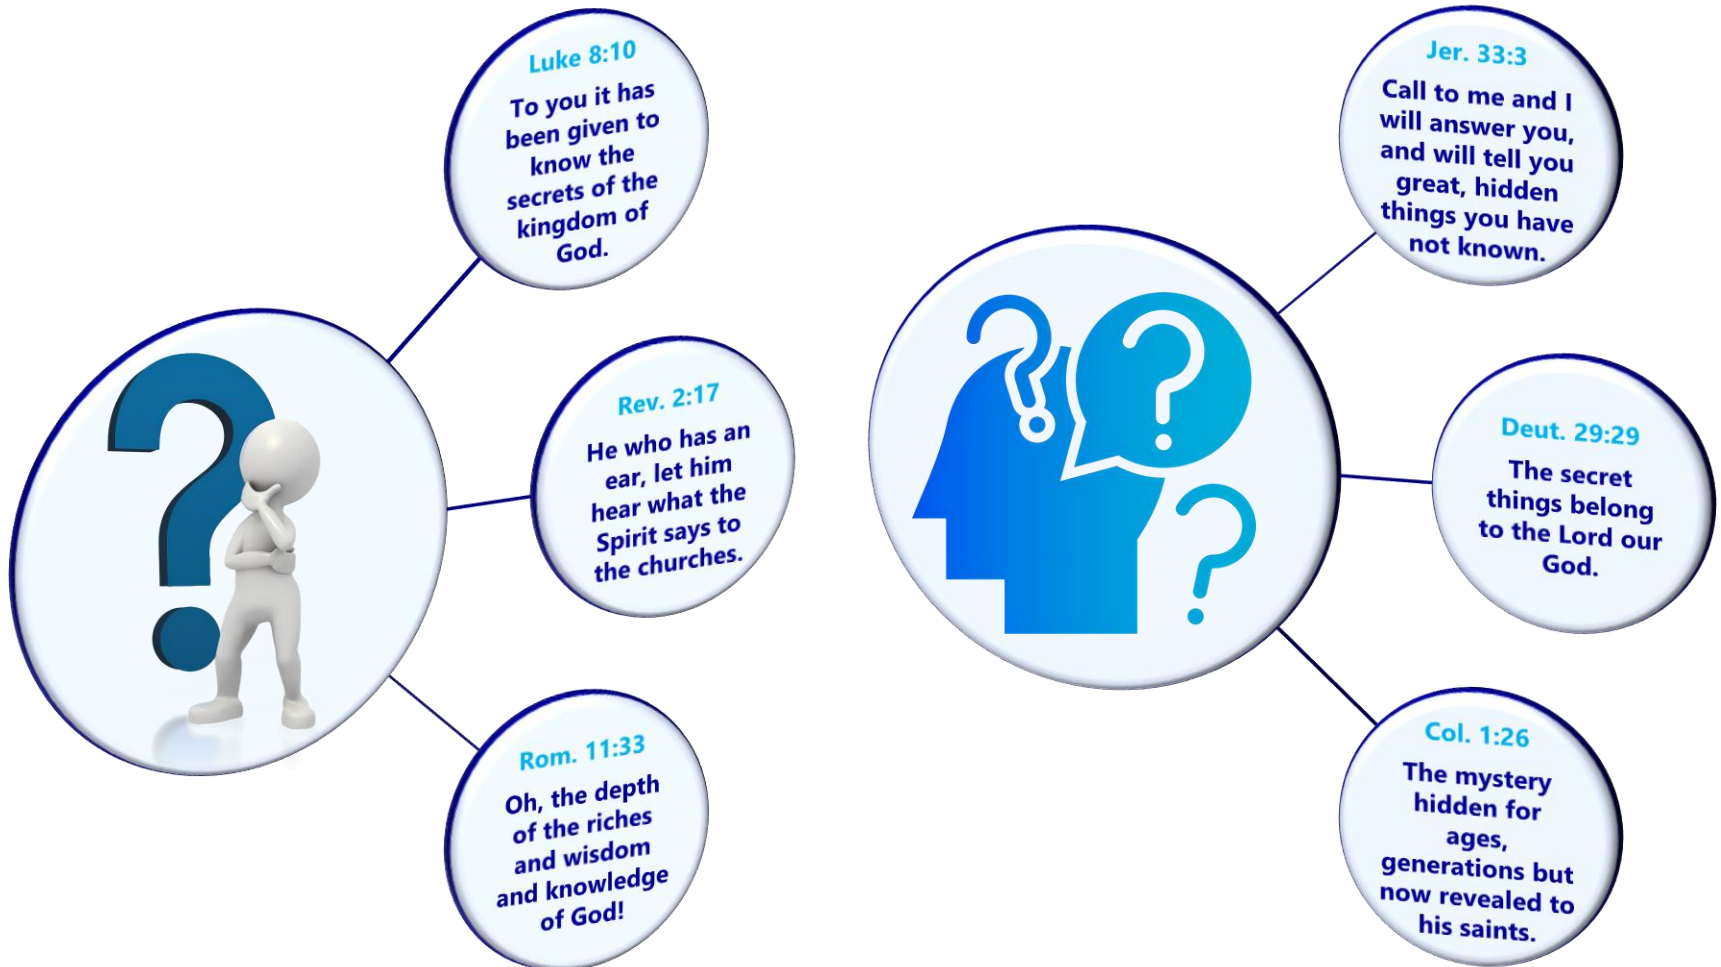 Luke 8:10
To you it has
been given to
know the
secrets of the
kingdom of
God.
Rev. 2:17
He who has an
ear, let him
hear what the
Spirit says to
the churches.
Rom. 11:33
Oh, the depth
of the riches
and wisdom
and knowledge
of God!
Jer. 33:3
Call to me and I
will answer you,
and will tell you
great, hidden
things you have
not known.
Deut. 29:29
The secret
things belong
to the Lord our
God.
Col. 1:26
The mystery
hidden for
ages,
generations but
now revealed to
his saints.